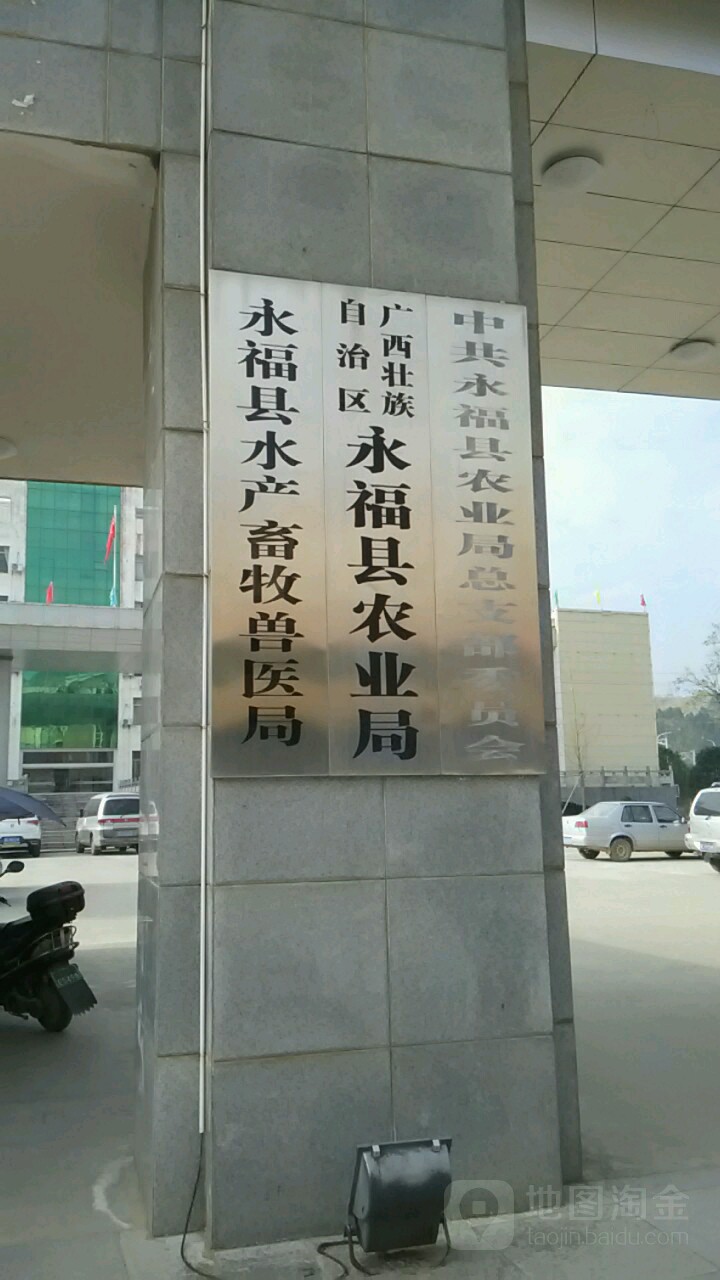 中共永福县农业局总支部委员会
广西壮族
自治区
永福县农业局
永福县水产畜牧兽医局
地图淘金
taojin.baidu.com